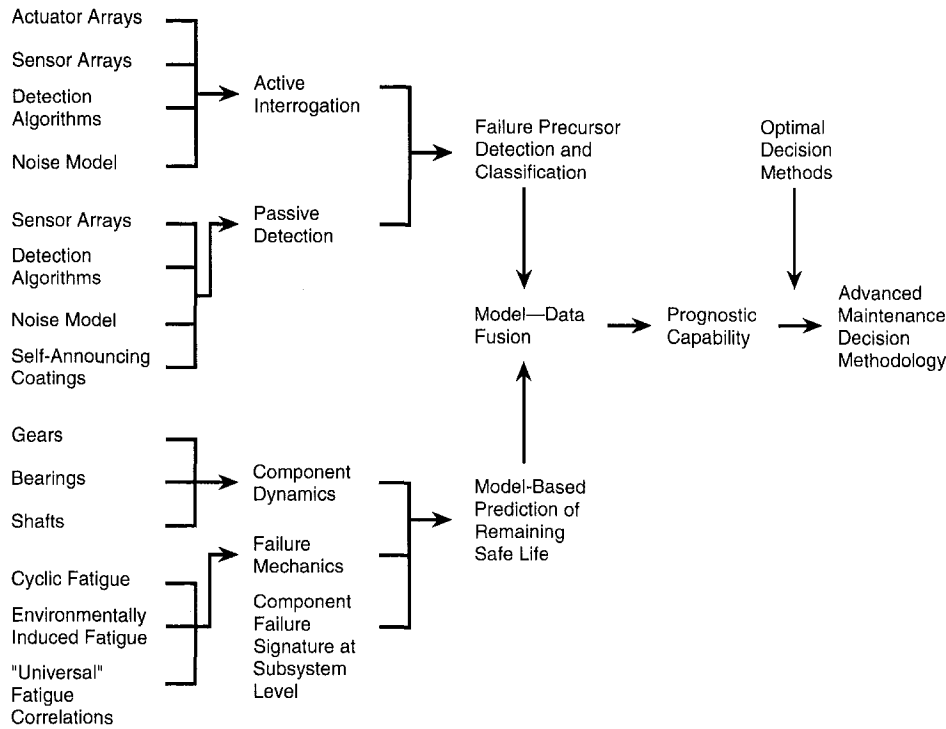 Actuator Arrays
Sensor Arrays
Detection
Algorithms
Noise Model
Active
Interrogation
Sensor Arrays
Detection
Algorithms
Noise Model
Self-Announcing
Coatings
Passive
Detection
Failure Precursor
Detection and
Classification
Optimal
Decision
Methods
Model—Data
Fusion
Prognostic
Capability
Advanced
Maintenance
Decision
Methodology
Gears
Bearings
Shafts
Component
Dynamics
Cyclic Fatigue
Environmentally
Induced Fatigue
"Universal"
Fatigue
Correlations
Failure
Mechanics
Component
Failure
Signature at
Subsystem
Level
Model-Based
Prediction of
Remaining
Safe Life